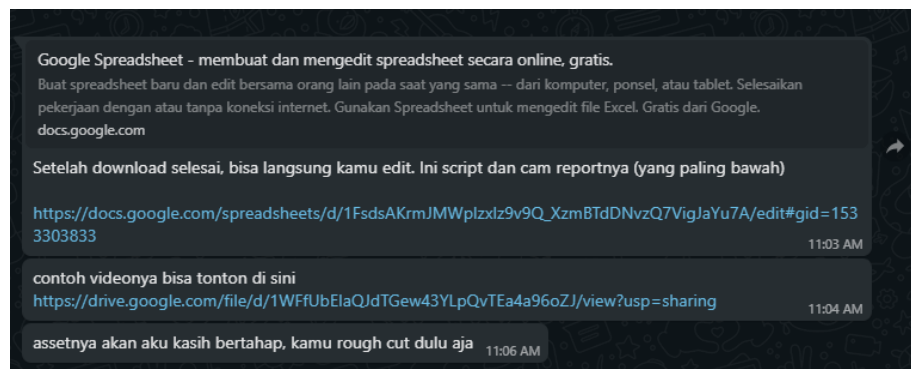 Google Spreadsheet - membuat dan mengedit spreadsheet secara online, gratis.
Buat spreadsheet baru dan edit bersama orang lain pada saat yang sama -- dari komputer, ponsel, atau tablet. Selesaikan
pekerjaan dengan atau tanpa koneksi internet. Gunakan Spreadsheet untuk mengedit file Excel. Gratis dari Google.
docs.google.com
Setelah download selesai, bisa langsung kamu edit. Ini script dan cam reportnya (yang paling bawah)
https://docs.google.com/spreadsheets/d/1FsdsAKrmJMWplzxlz9v9Q_XzmBTdDNvzQ7VigJaYu7A/edit#gid=153
3303833
11:03 AM
contoh videonya bisa tonton di sini
https://drive.google.com/file/d/1WFfUbElaQJdTGew43YLpQvTEa4a96oZJ/view?usp=sharing
11:04 AM
assetnya akan aku kasih bertahap, kamu rough cut dulu aja 11:06 AM